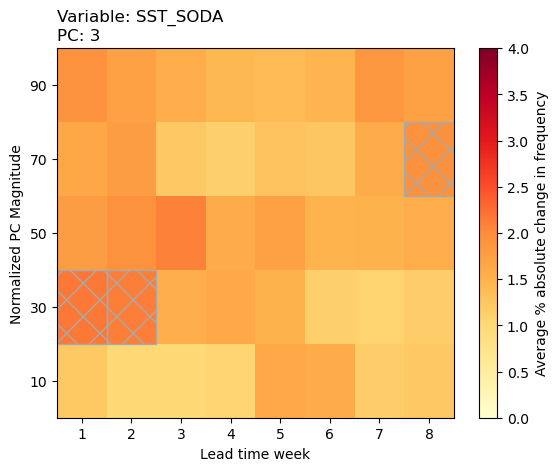 Variable: SST_SODA
PC: 3
Normalized PC Magnitude
90
70
50
30
10
1 2 3 4 5 6 7 8
Lead time week
4.0
3.5
3.0
2.5
2.0
1.5
1.0
0.5
0.0
Average % absolute change in frequency